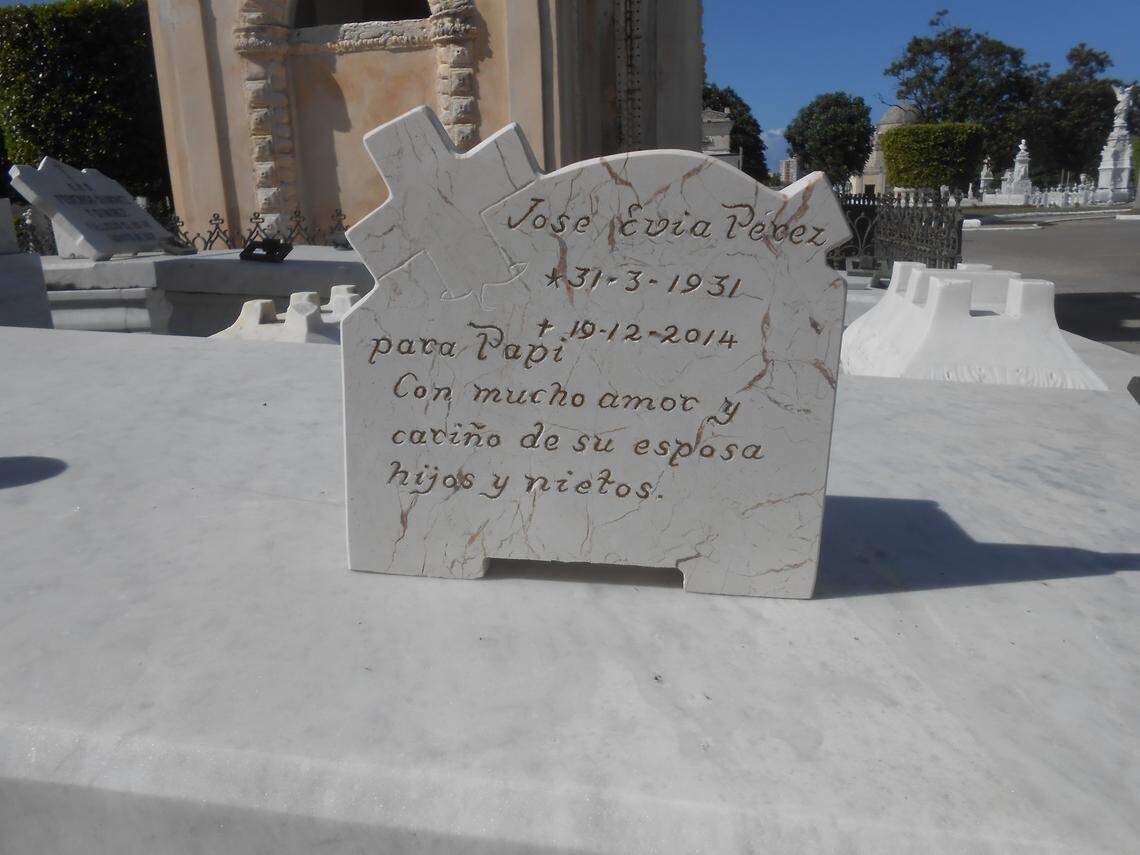 Jose Evia Pérez
*31-3-1931
† 19-12-2014
para Papi
Con mucho amor y
cariño de su esposa
hijos y nietos.